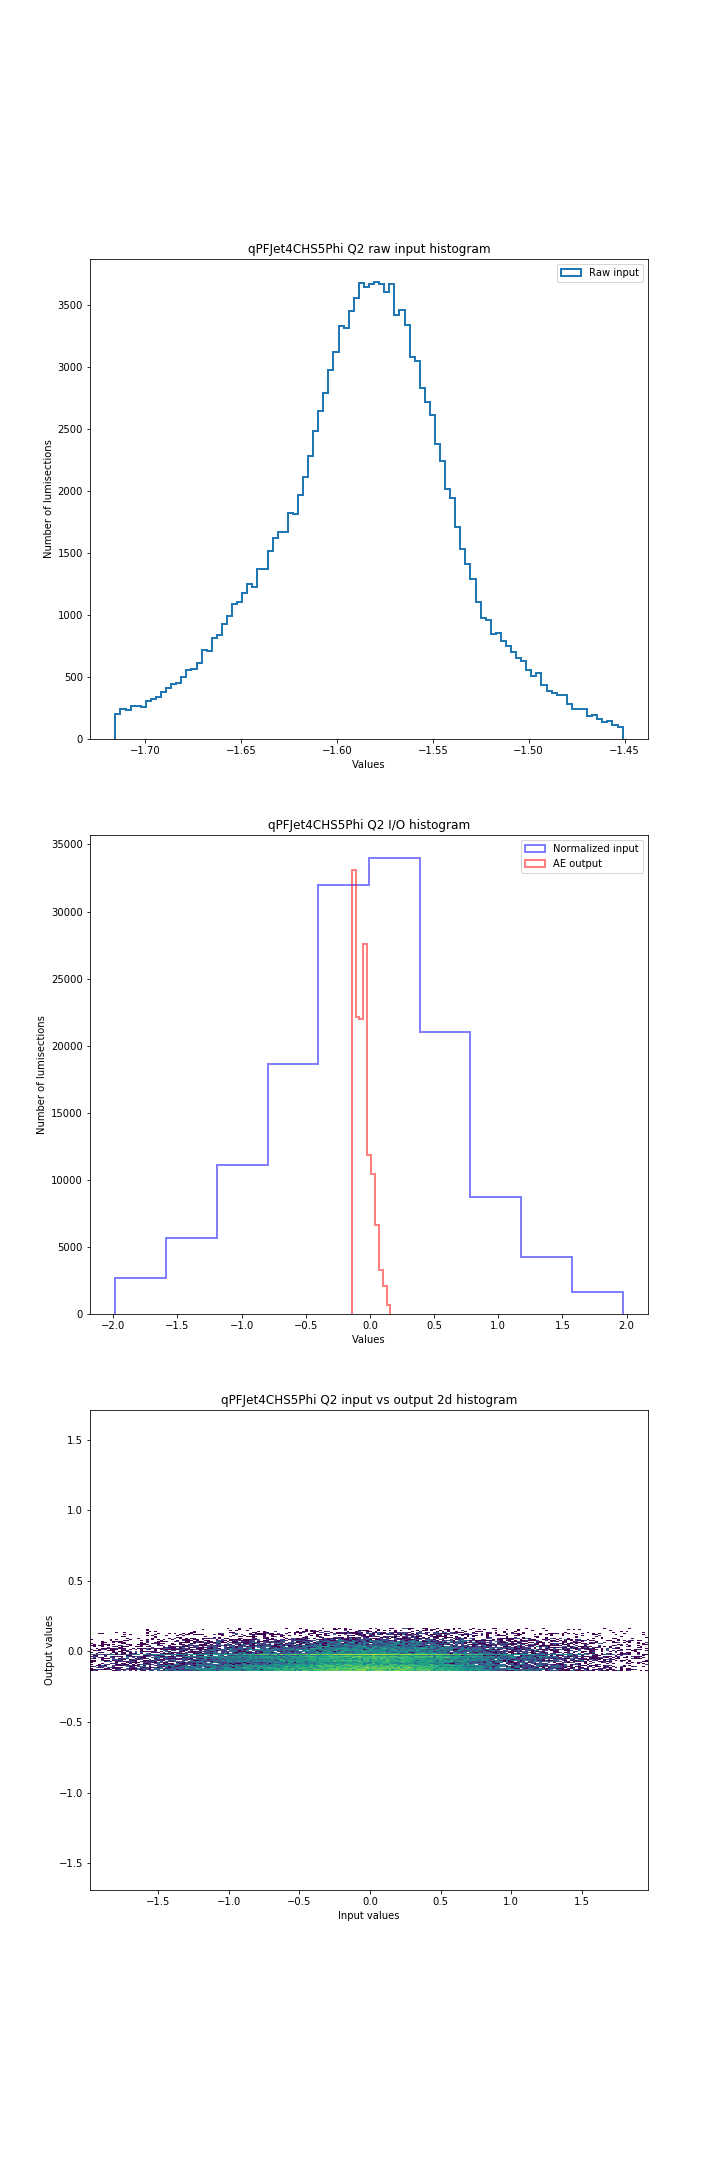 qPFJet4CHS5Phi Q2 raw input histogram
Raw input
3500
3000
2500
2000
1500
1000
500
0
Number of lumisections
−1.70 −1.65 −1.60 −1.55 −1.50 −1.45
Values
qPFJet4CHS5Phi Q2 I/O histogram
Normalized input
AE output
35000
30000
25000
20000
15000
10000
5000
0
Number of lumisections
−2.0 −1.5 −1.0 −0.5 0.0 0.5 1.0 1.5 2.0
Values
qPFJet4CHS5Phi Q2 input vs output 2d histogram
1.5
1.0
0.5
0.0
−0.5
−1.0
−1.5
Output values
−1.5 −1.0 −0.5 0.0 0.5 1.0 1.5
Input values